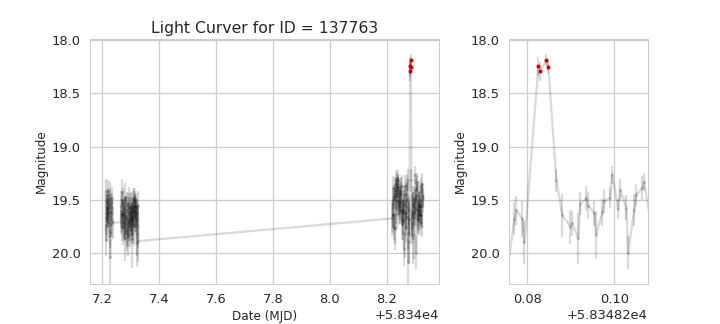 Light Curver for ID = 137763
18.0
18.5
19.0
19.5
20.0
Magnitude
7.2 7.4 7.6 7.8 8.0 8.2
Date (MJD)
+5.834e4
18.0
18.5
19.0
19.5
20.0
Magnitude
0.08 0.10
+5.83482e4